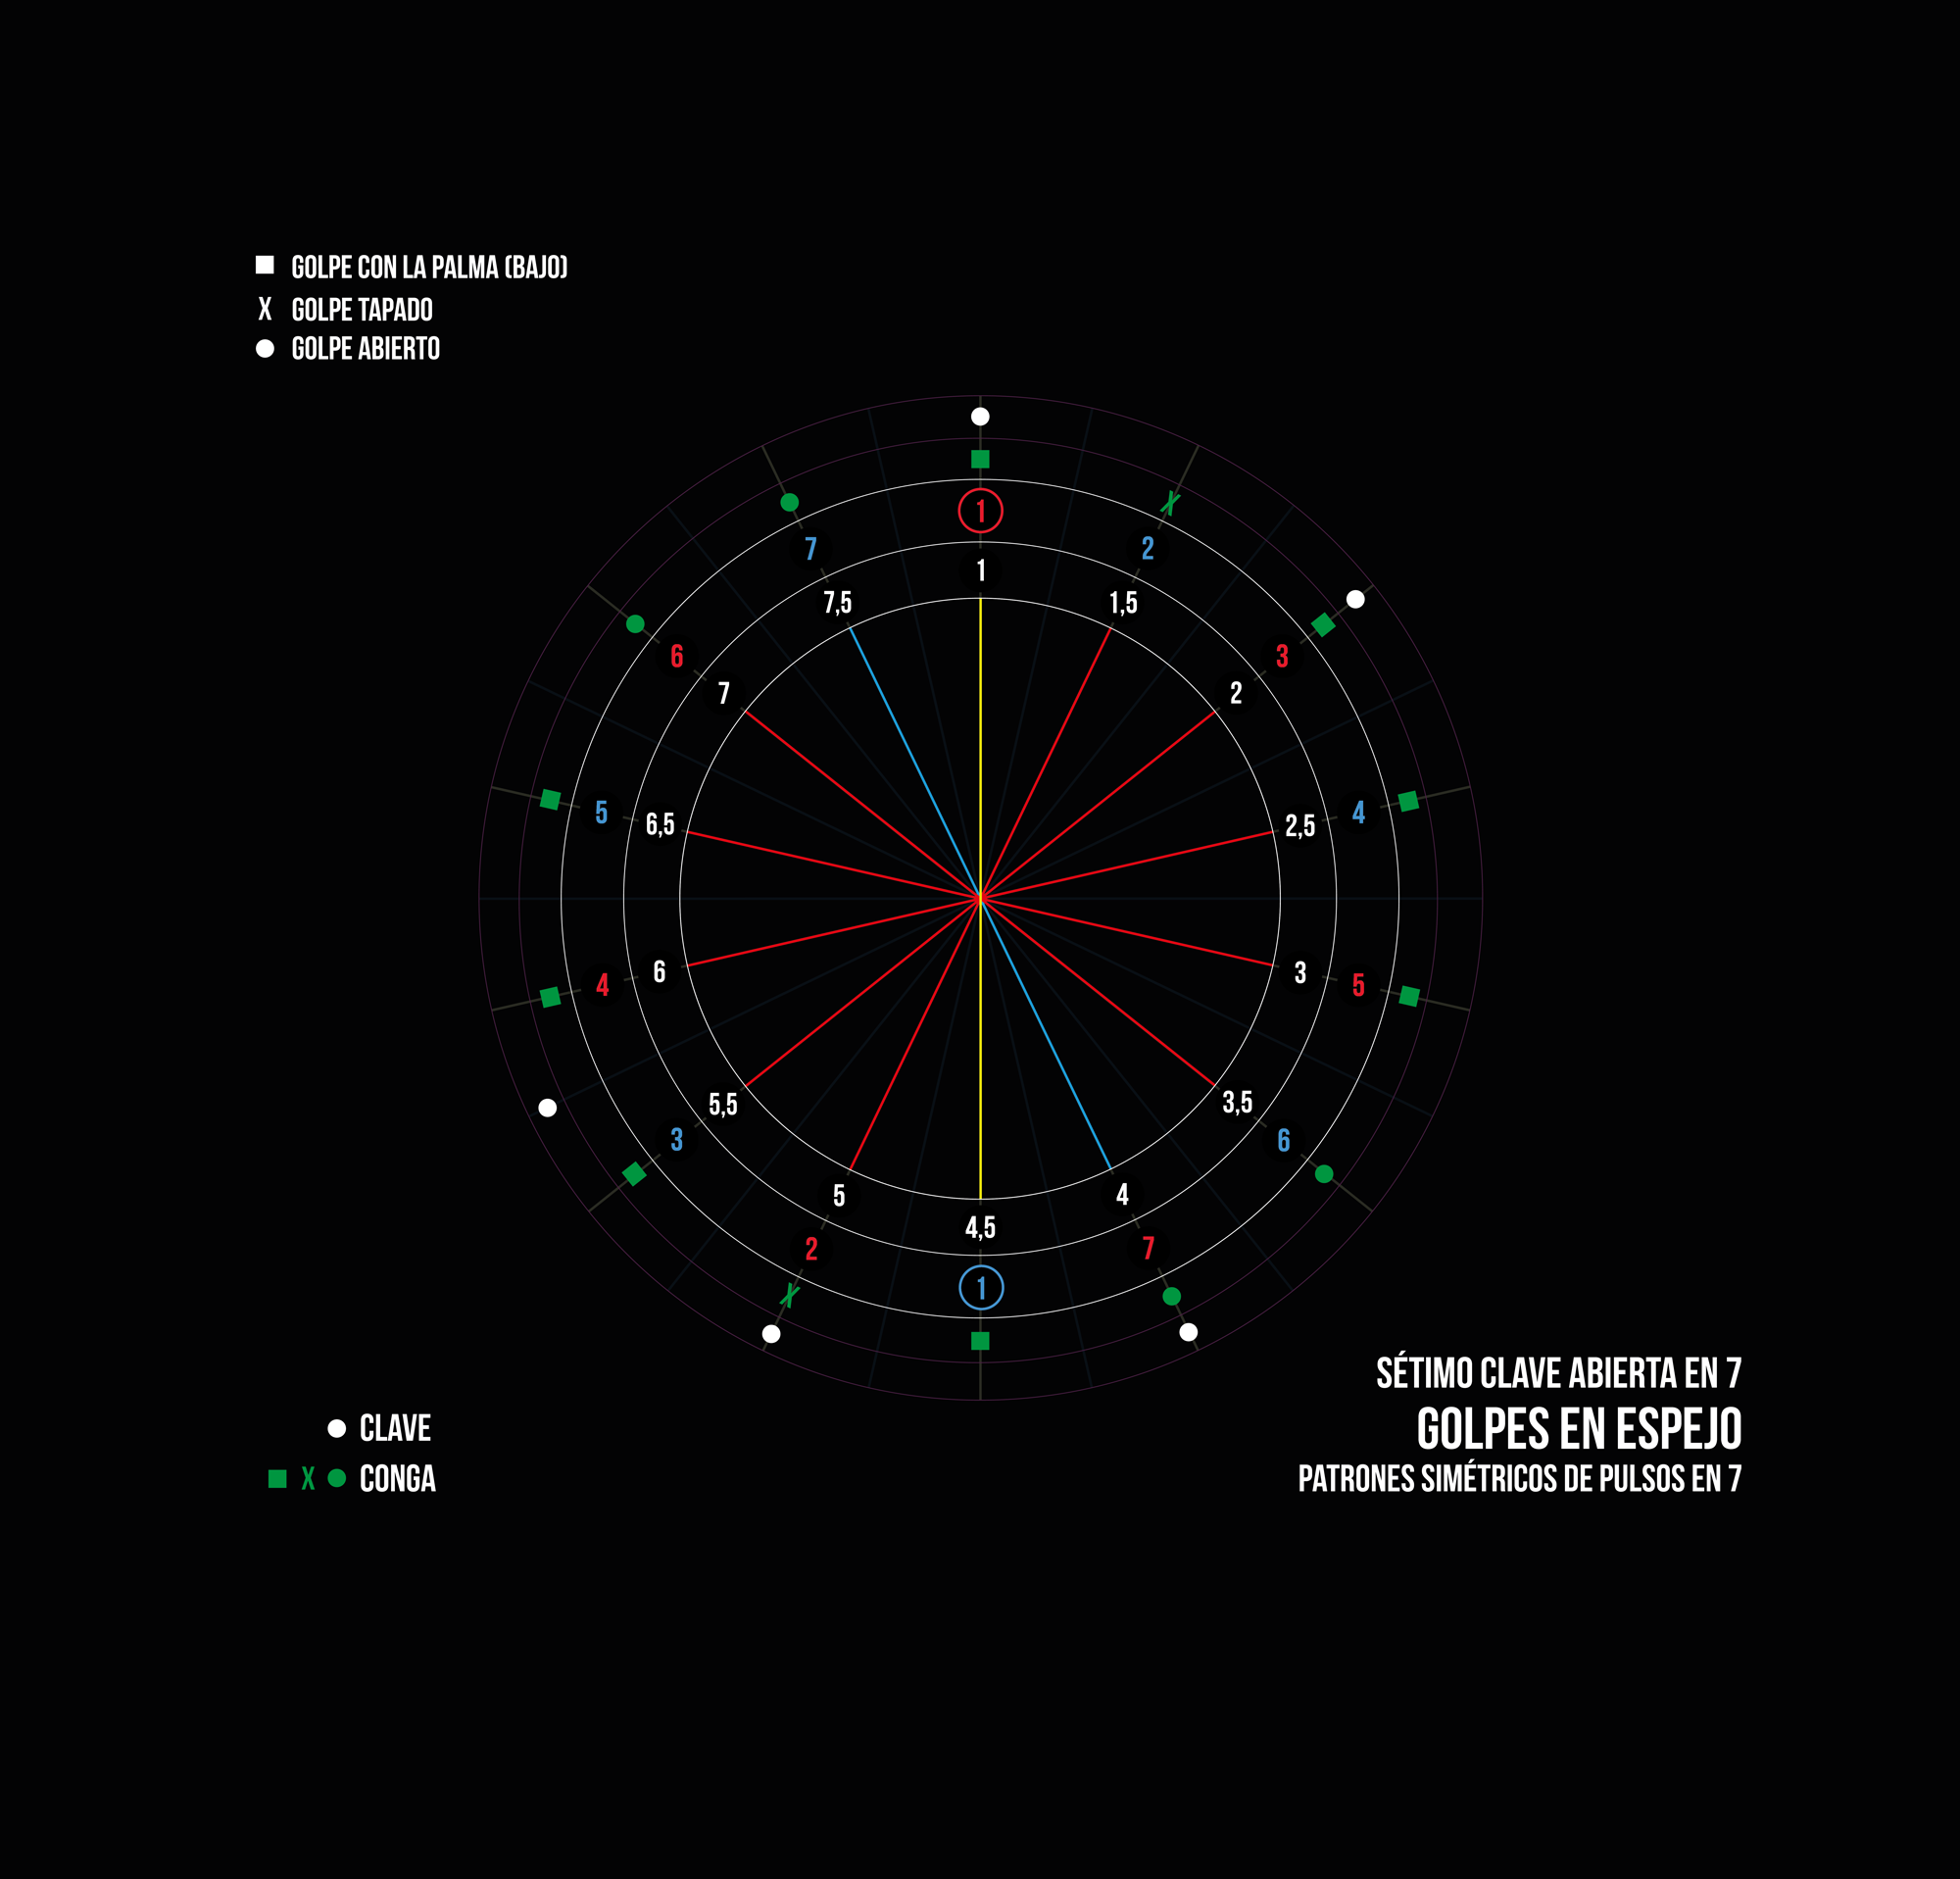 GOLPE CON LA PALMA (BAJO)
X GOLPE TAPADO
GOLPE ABIERTO
1
1
2
1,5
3
2
4
2,5
5
3
6
3,5
7
4
1
4,5
2
5
3
5,5
4
6
5
6,5
6
7
7
7,5
X
X
CLAVE
X CONGA
SÉTIMO CLAVE ABIERTA EN 7
GOLPES EN ESPEJO
PATRONES SIMÉTRICOS DE PULSOS EN 7